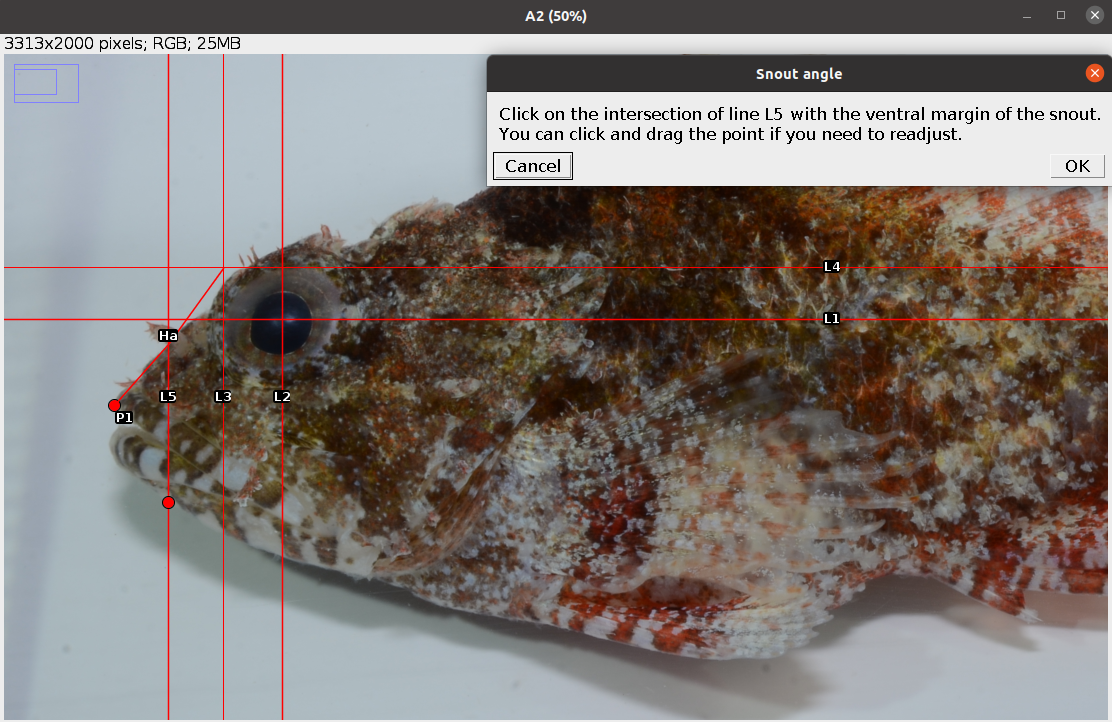 A2 (50%)
3313x2000 pixels; RGB; 25MB
Snout angle
Click on the intersection of line L5 with the ventral margin of the snout.
You can click and drag the point if you need to readjust.
Cancel
OK
L4
L1
Ha
L5
L3
L2
P1